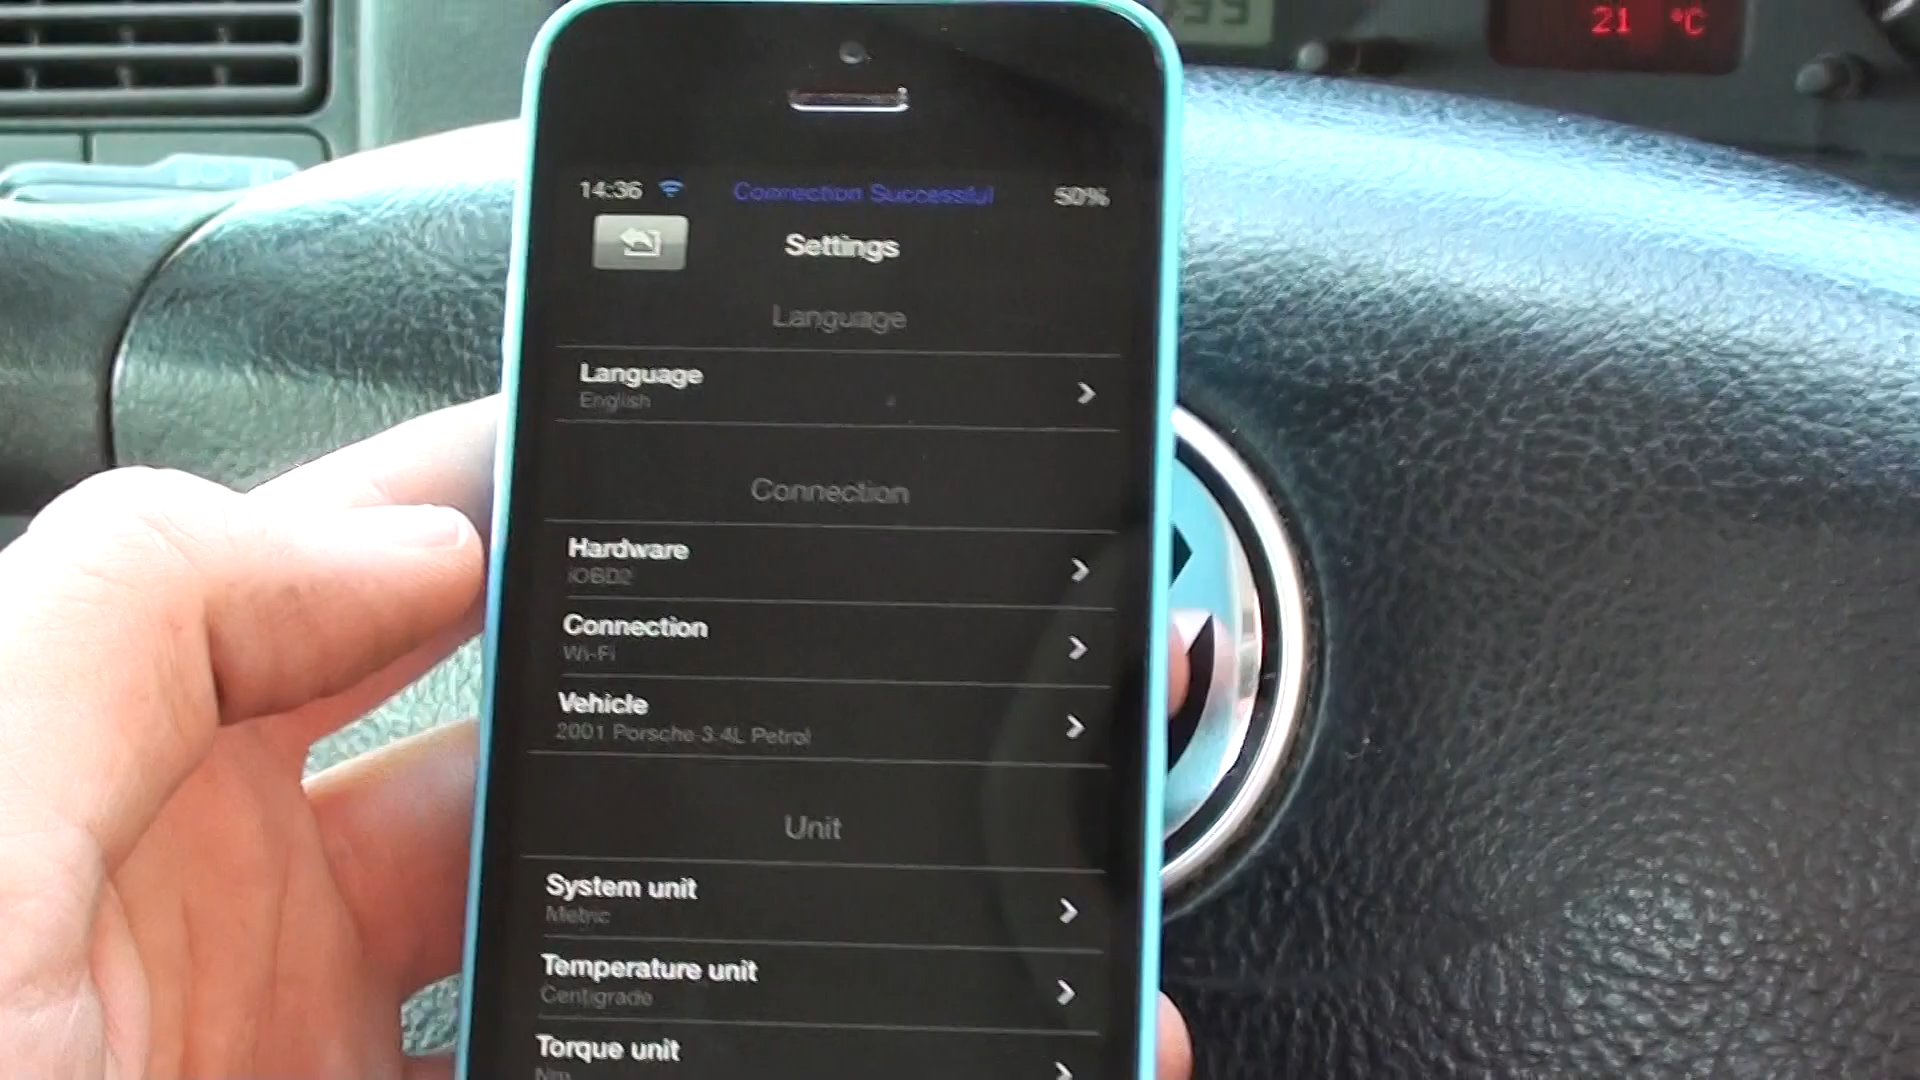 21 °C
14:36 Connection Successful 50%
Settings
Language
Language
English
Connection
Hardware
iOBD2
Connection
Wi-Fi
Vehicle
2001 Porsche 3.4L Petrol
Unit
System unit
Metric
Temperature unit
Centigrade
Torque unit
Nm